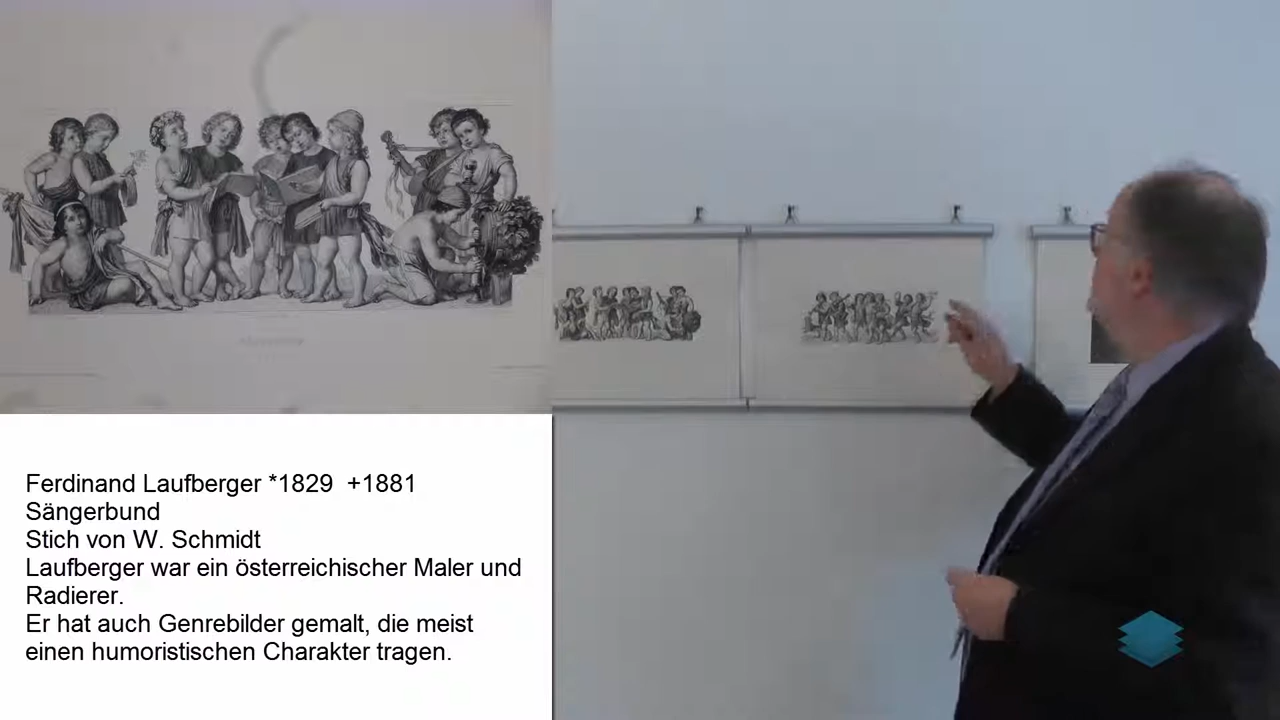 Ferdinand Laufberger *1829  +1881
Sängerbund
Stich von W. Schmidt
Laufberger war ein österreichischer Maler und
Radierer.
Er hat auch Genrebilder gemalt, die meist
einen humoristischen Charakter tragen.